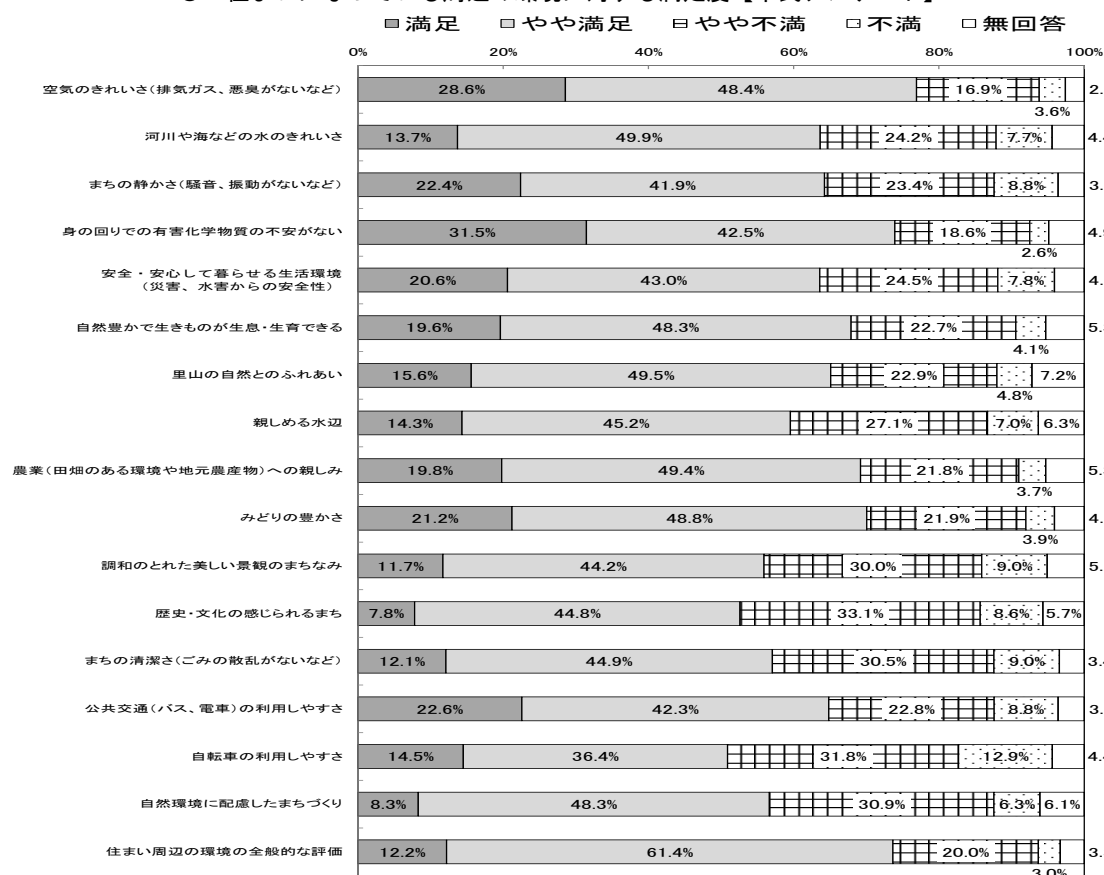 満足 やや満足 やや不満 不満 無回答
0% 20% 40% 60% 80% 100%
空気のきれいさ(排気ガス、悪臭がないなど) 28.6% 48.4% 16.9% 3.6% 2.
河川や海などの水のきれいさ 13.7% 49.9% 24.2% 7.7% 4.
まちの静かさ(騒音、振動がないなど) 22.4% 41.9% 23.4% 8.8% 3.
身の回りでの有害化学物質の不安がない 31.5% 42.5% 18.6% 2.6% 4.
安全・安心して暮らせる生活環境
(災害、水害からの安全性) 20.6% 43.0% 24.5% 7.8% 4.
自然豊かで生きものが生息・生育できる 19.6% 48.3% 22.7% 4.1% 5.
里山の自然とのふれあい 15.6% 49.5% 22.9% 4.8% 7.2%
親しめる水辺 14.3% 45.2% 27.1% 7.0% 6.3%
農業(田畑のある環境や地元農産物)への親しみ 19.8% 49.4% 21.8% 3.7% 5.
みどりの豊かさ 21.2% 48.8% 21.9% 3.9% 4.
調和のとれた美しい景観のまちなみ 11.7% 44.2% 30.0% 9.0% 5.
歴史・文化の感じられるまち 7.8% 44.8% 33.1% 8.6% 5.7%
まちの清潔さ(ごみの散乱がないなど) 12.1% 44.9% 30.5% 9.0% 3.
公共交通(バス、電車)の利用しやすさ 22.6% 42.3% 22.8% 8.8% 3.
自転車の利用しやすさ 14.5% 36.4% 31.8% 12.9% 4.
自然環境に配慮したまちづくり 8.3% 48.3% 30.9% 6.3% 6.1%
住まい周辺の環境の全般的な評価 12.2% 61.4% 20.0% 3.0% 3.